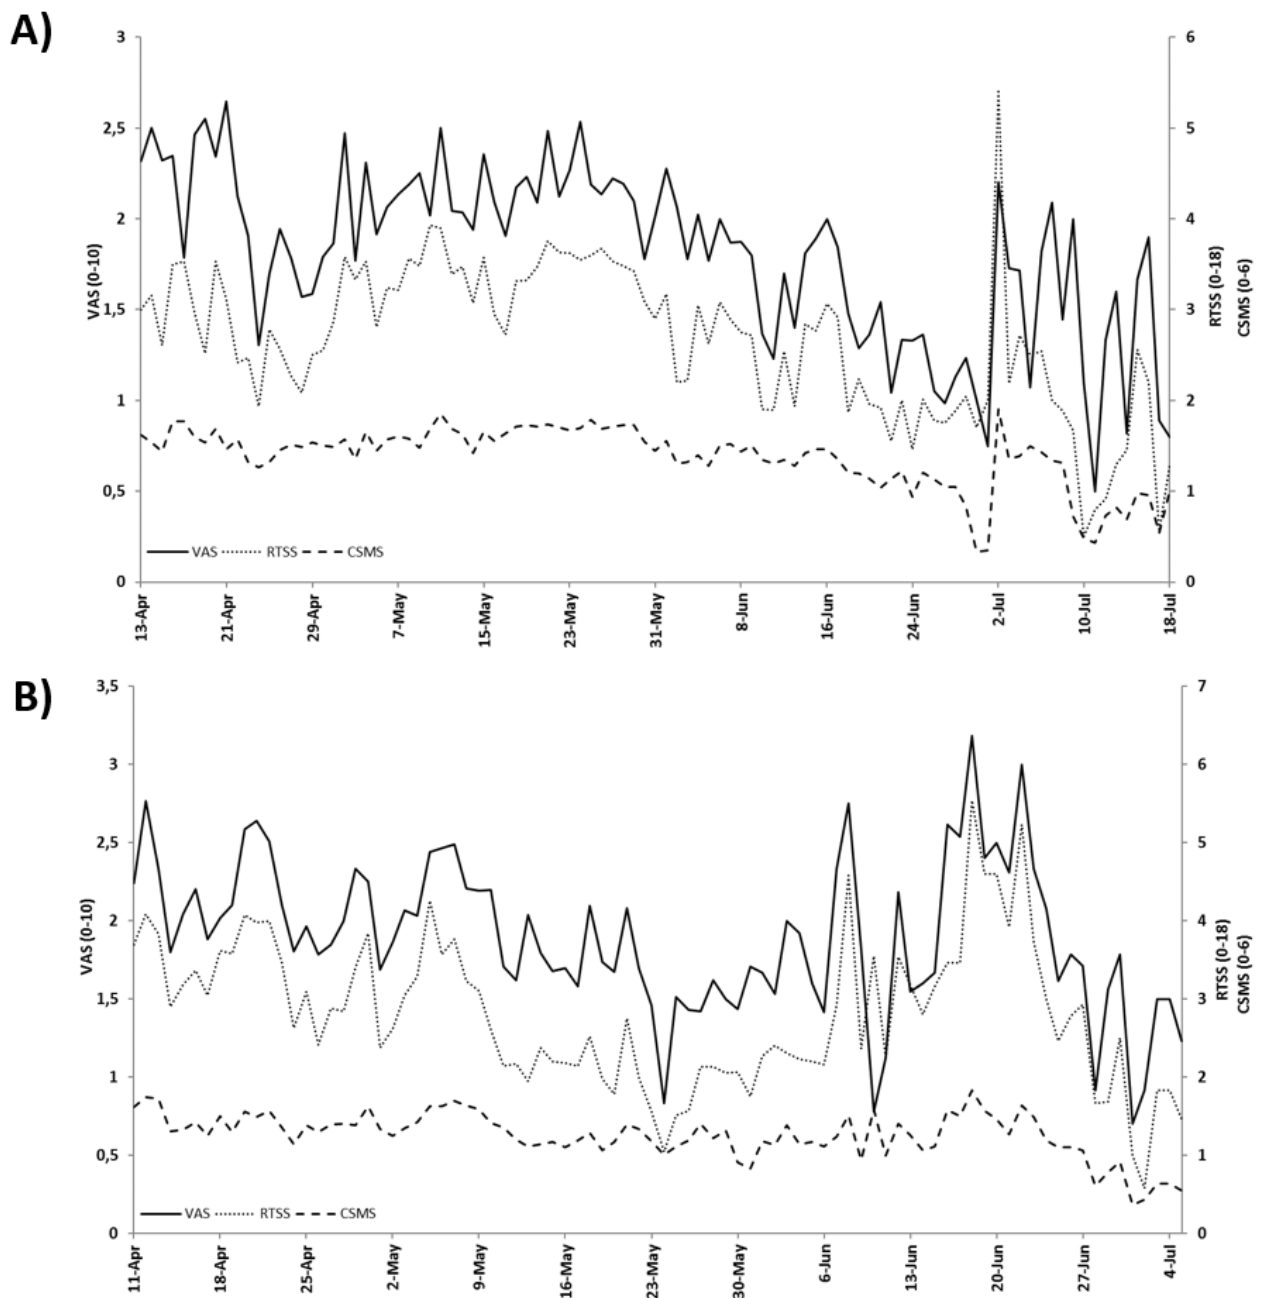 A)
3
2,5
2
1,5
1
0,5
0
VAS (0-10)
6
5
4
3
2
1
0
RTSS (0-18)
CSMS (0-6)
VAS RTSS CSMS
13-Apr 21-Apr 29-Apr 7-May 15-May 23-May 31-May 8-Jun 16-Jun 24-Jun 2-Jul 10-Jul 18-Jul
B)
3,5
3
2,5
2
1,5
1
0,5
0
VAS (0-10)
7
6
5
4
3
2
1
0
RTSS (0-18)
CSMS (0-6)
VAS RTSS CSMS
11-Apr 18-Apr 25-Apr 2-May 9-May 16-May 23-May 30-May 6-Jun 13-Jun 20-Jun 27-Jun 4-Jul